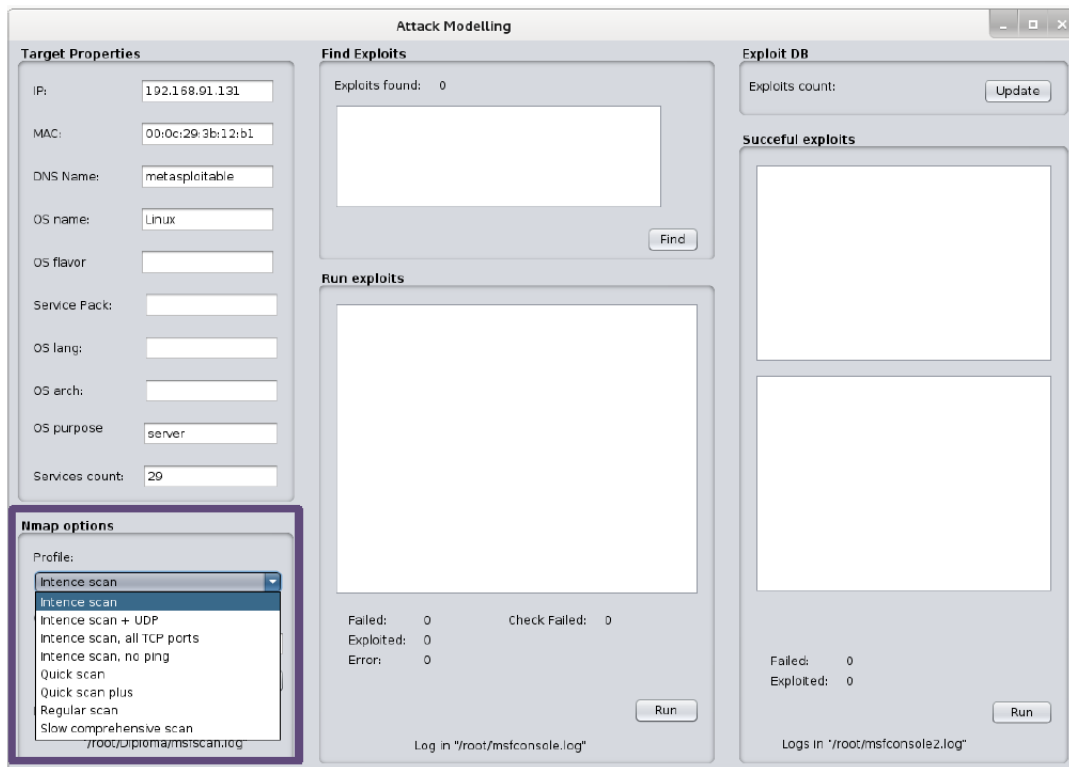 Attack Modelling
Target Properties
IP:
192.168.91.131
MAC:
00:0c:29:3b:12:b1
DNS Name:
metasploitable
OS name:
Linux
OS flavor
Service Pack:
OS lang:
OS arch:
OS purpose
server
Services count:
29
Nmap options
Profile:
Intence scan
Intence scan
Intence scan + UDP
Intence scan, all TCP ports
Intence scan, no ping
Quick scan
Quick scan plus
Regular scan
Slow comprehensive scan
"/root/Diploma/msfscan.log"
Find Exploits
Exploits found: 0
Find
Run exploits
Failed: 0 Check Failed: 0
Exploited: 0
Error: 0
Run
Log in "/root/msfconsole.log"
Exploit DB
Exploits count:
Update
Succeful exploits
Failed: 0
Exploited: 0
Run
Logs in "/root/msfconsole2.log"